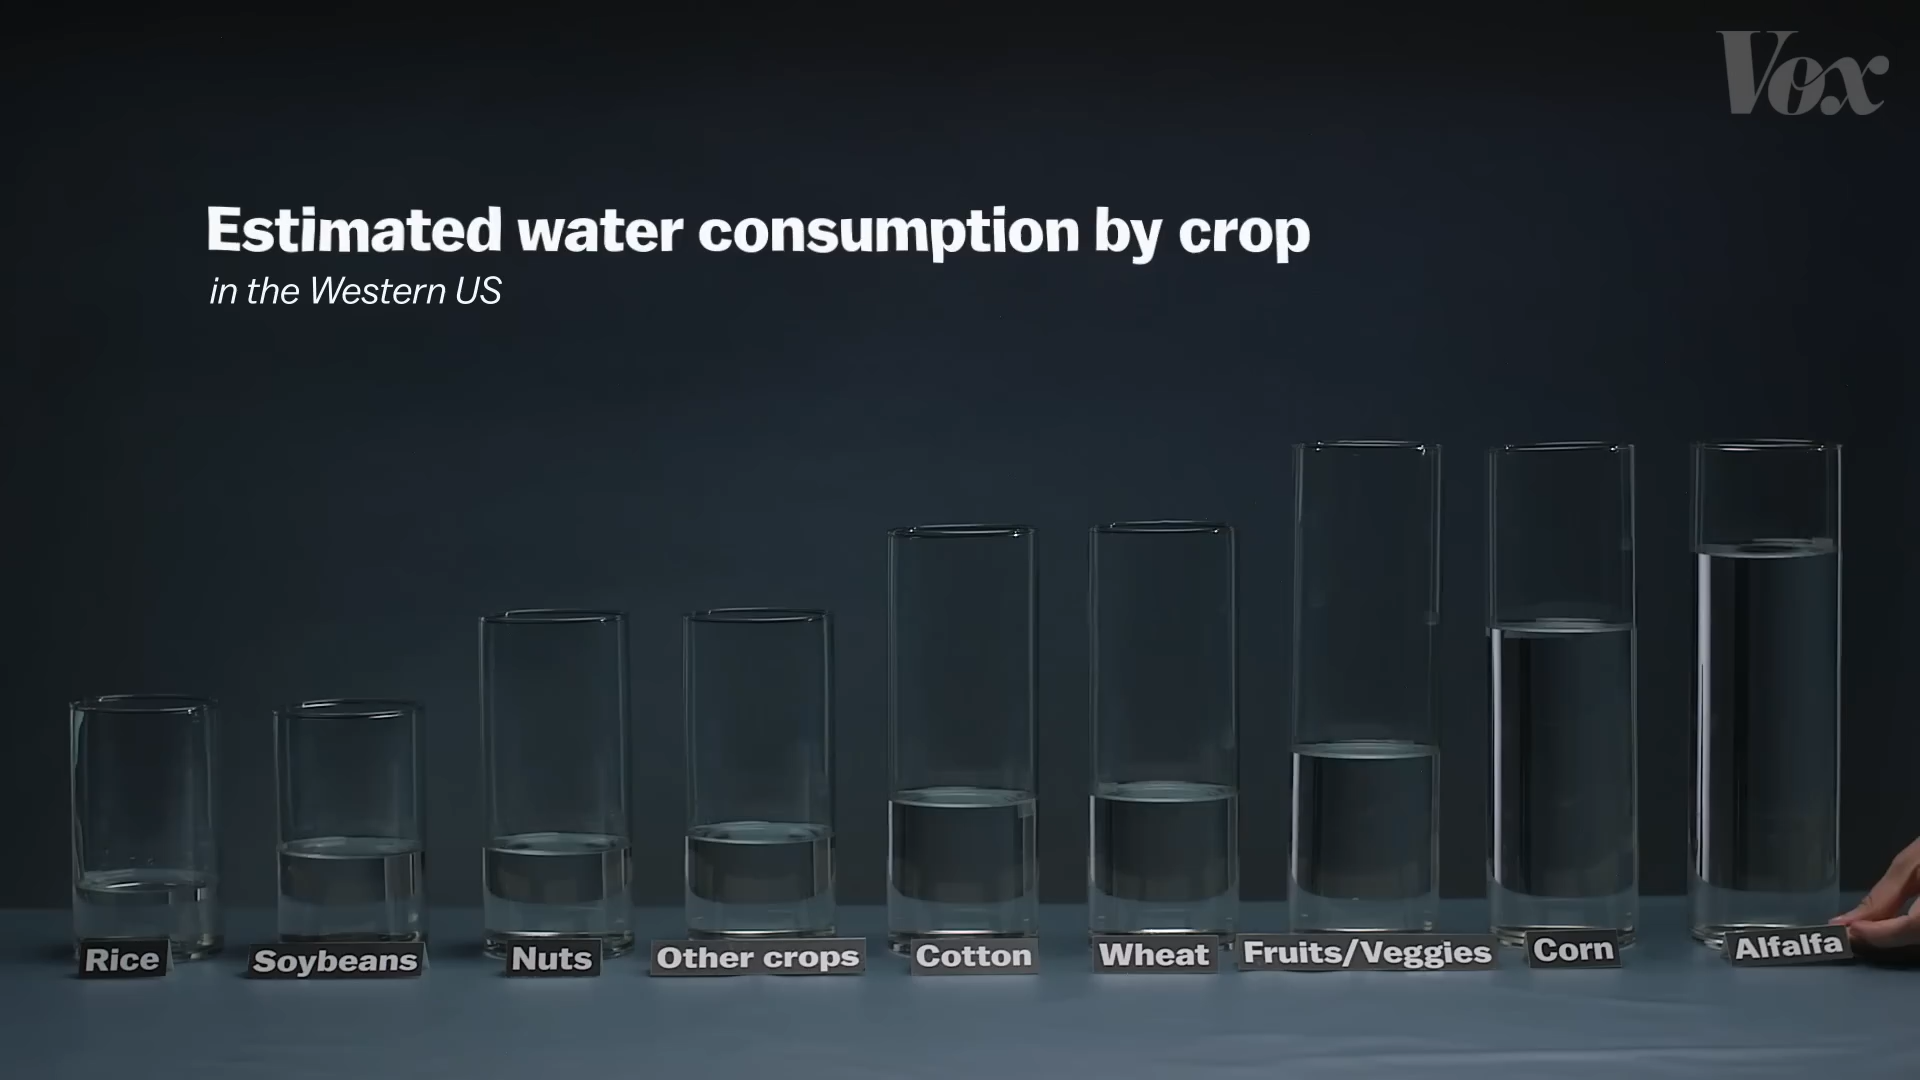 Vox
Estimated water consumption by crop
in the Western US
Rice
Soybeans
Nuts
Other crops
Cotton
Wheat
Fruits/Veggies
Corn
Alfalfa